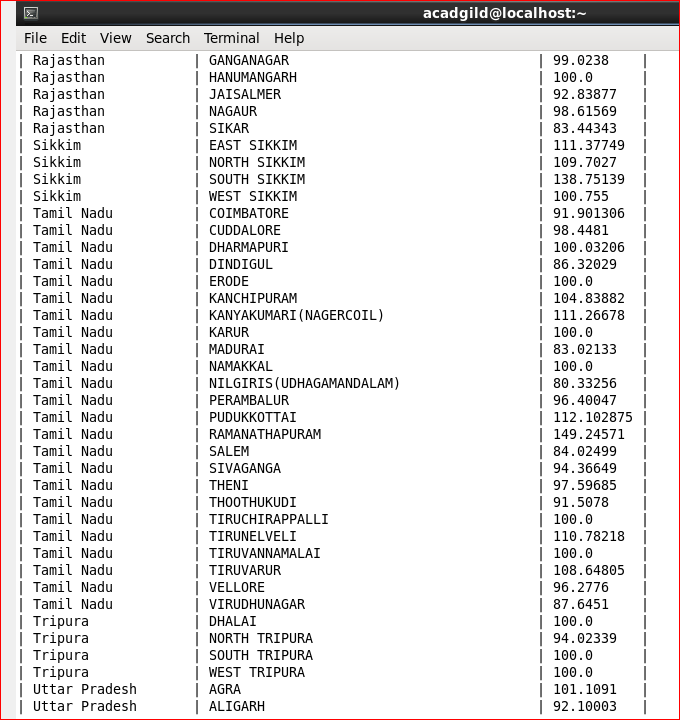 acadgild@localhost:~
File Edit View Search Terminal Help
| Rajasthan | GANGANAGAR | 99.0238 |
| Rajasthan | HANUMANGARH | 100.0 |
| Rajasthan | JAISALMER | 92.83877 |
| Rajasthan | NAGAUR | 98.61569 |
| Rajasthan | SIKAR | 83.44343 |
| Sikkim | EAST SIKKIM | 111.37749 |
| Sikkim | NORTH SIKKIM | 109.7027 |
| Sikkim | SOUTH SIKKIM | 138.75139 |
| Sikkim | WEST SIKKIM | 100.755 |
| Tamil Nadu | COIMBATORE | 91.901306 |
| Tamil Nadu | CUDDALORE | 98.4481 |
| Tamil Nadu | DHARMAPURI | 100.03206 |
| Tamil Nadu | DINDIGUL | 86.32029 |
| Tamil Nadu | ERODE | 100.0 |
| Tamil Nadu | KANCHIPURAM | 104.83882 |
| Tamil Nadu | KANYAKUMARI(NAGERCOIL) | 111.26678 |
| Tamil Nadu | KARUR | 100.0 |
| Tamil Nadu | MADURAI | 83.02133 |
| Tamil Nadu | NAMAKKAL | 100.0 |
| Tamil Nadu | NILGIRIS(UDHAGAMANDALAM) | 80.33256 |
| Tamil Nadu | PERAMBALUR | 96.40047 |
| Tamil Nadu | PUDUKKOTTAI | 112.102875 |
| Tamil Nadu | RAMANATHAPURAM | 149.24571 |
| Tamil Nadu | SALEM | 84.02499 |
| Tamil Nadu | SIVAGANGA | 94.36649 |
| Tamil Nadu | THENI | 97.59685 |
| Tamil Nadu | THOOTHUKUDI | 91.5078 |
| Tamil Nadu | TIRUCHIRAPPALLI | 100.0 |
| Tamil Nadu | TIRUNELVELI | 110.78218 |
| Tamil Nadu | TIRUVANNAMALAI | 100.0 |
| Tamil Nadu | TIRUVARUR | 108.64805 |
| Tamil Nadu | VELLORE | 96.2776 |
| Tamil Nadu | VIRUDHUNAGAR | 87.6451 |
| Tripura | DHALAI | 100.0 |
| Tripura | NORTH TRIPURA | 94.02339 |
| Tripura | SOUTH TRIPURA | 100.0 |
| Tripura | WEST TRIPURA | 100.0 |
| Uttar Pradesh | AGRA | 101.1091 |
| Uttar Pradesh | ALIGARH | 92.10003 |